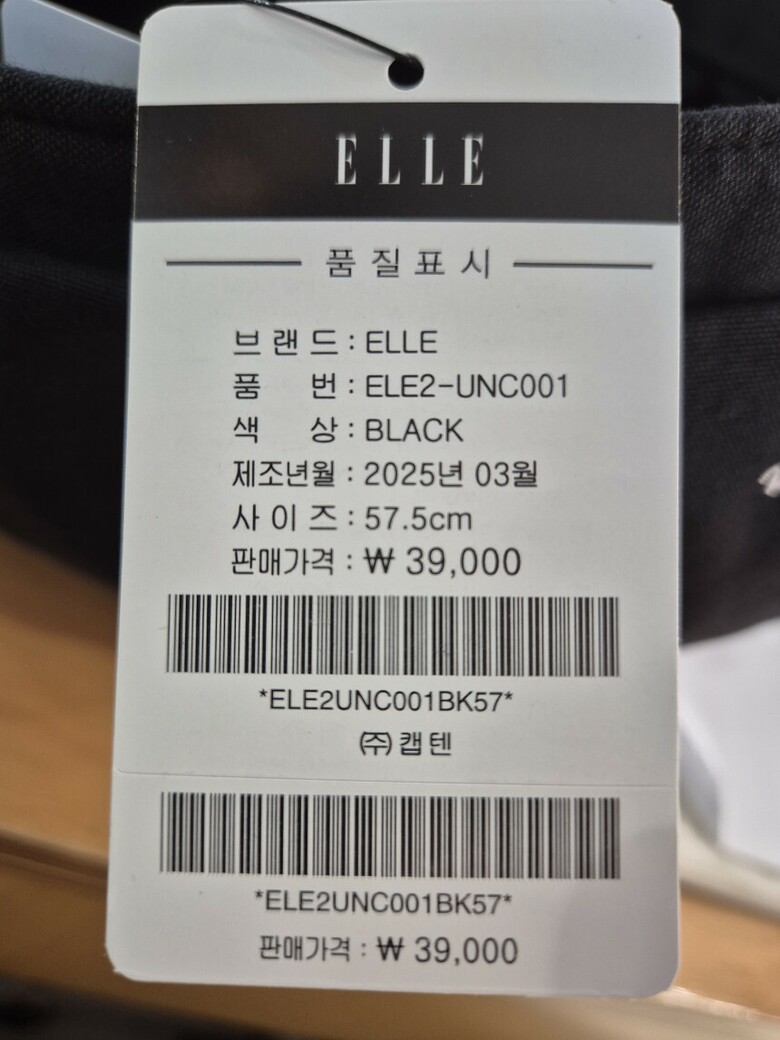 ELLE
품질표시
브랜드 : ELLE
품 번 : ELE2-UNC001
색 상 : BLACK
제조년월 : 2025년 03월
사이즈 : 57.5cm
판매가격 : ₩ 39,000
*ELE2UNC001BK57*
㈜캡텐
*ELE2UNC001BK57*
판매가격 : ₩ 39,000